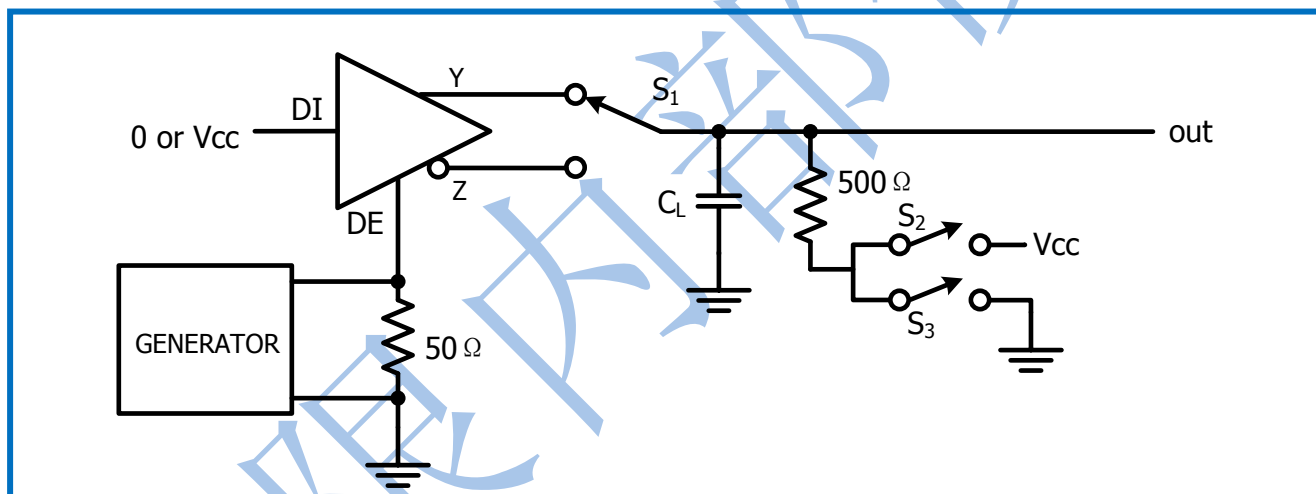 Y
S1
DI
0 or Vcc
out
Z
500 Ω
CL
DE
S2
Vcc
S3
GENERATOR
50 Ω